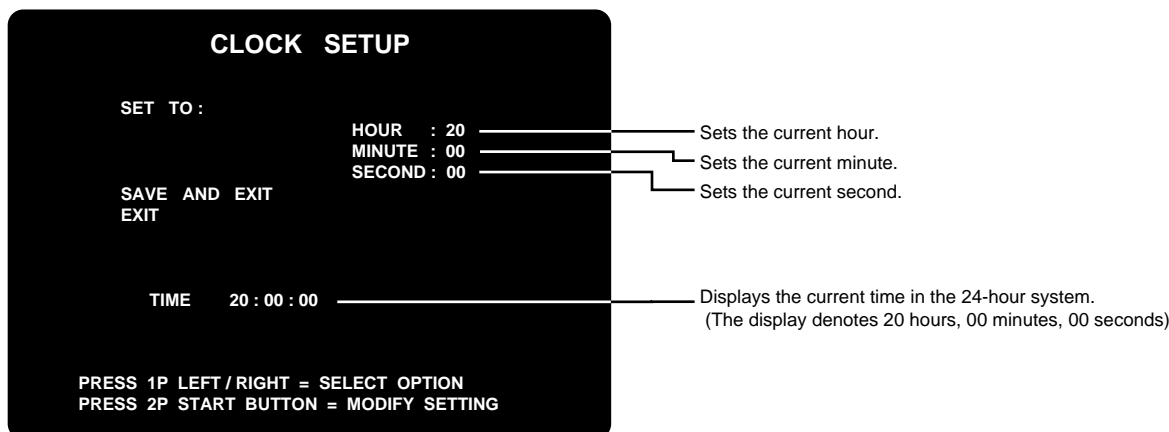 CLOCK SETUP
SET TO :
HOUR : 20
Sets the current hour.
MINUTE : 00
Sets the current minute.
SECOND : 00
Sets the current second.
SAVE AND EXIT
EXIT
TIME 20 : 00 : 00
Displays the current time in the 24-hour system.
(The display denotes 20 hours, 00 minutes, 00 seconds)
PRESS 1P LEFT / RIGHT = SELECT OPTION
PRESS 2P START BUTTON = MODIFY SETTING